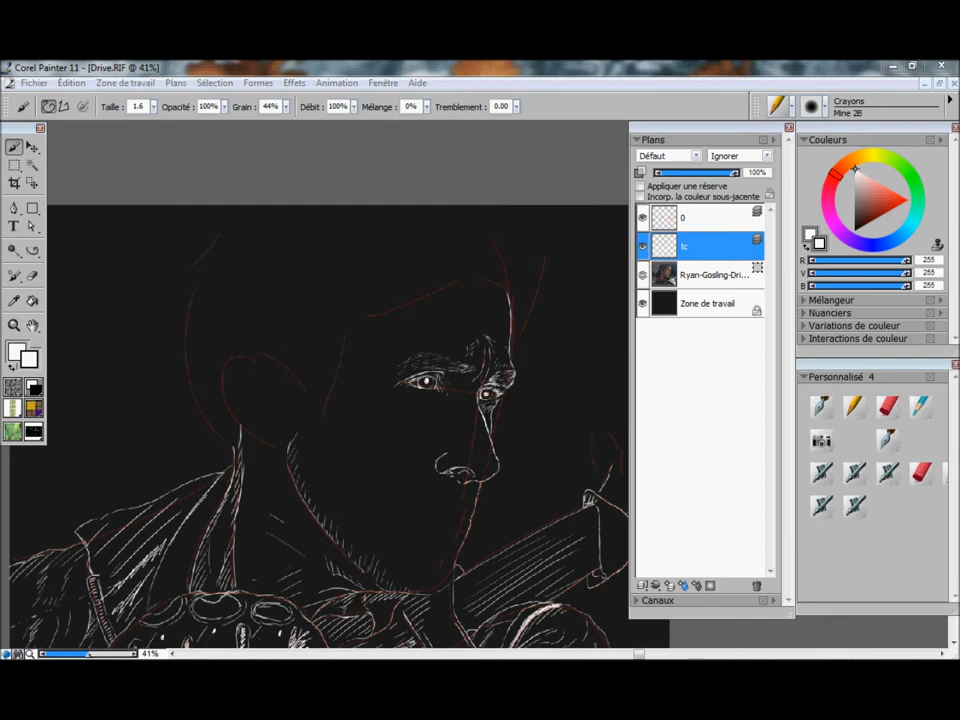 Corel Painter 11 - [Drive.RIF @ 41%]
Fichier Édition Zone de travail Plans Sélection Formes Effets Animation Fenêtre Aide
Taille : 1.6 Opacité : 100% Grain : 44% Débit : 100% Mélange : 0% Tremblement : 0.00
Crayons
Mine 2B
Plans
Défaut Ignorer
100%
Appliquer une réserve
Incorp. la couleur sous-jacente
0
tc
Ryan-Gosling-Dri...
Zone de travail
Canaux
Couleurs
R 255
V 255
B 255
Mélangeur
Nuanciers
Variations de couleur
Interactions de couleur
Personnalisé 4
41%